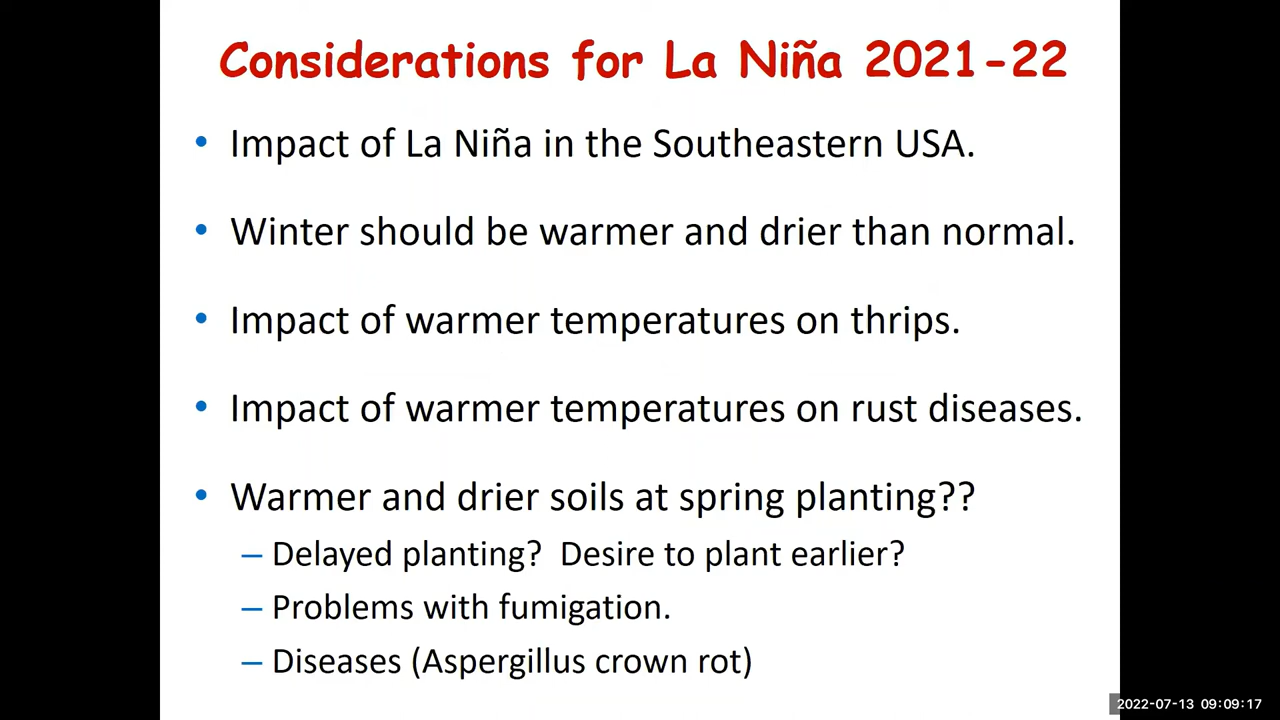 Considerations for La Niña 2021-22
• Impact of La Niña in the Southeastern USA.
• Winter should be warmer and drier than normal.
• Impact of warmer temperatures on thrips.
• Impact of warmer temperatures on rust diseases.
• Warmer and drier soils at spring planting??
– Delayed planting?  Desire to plant earlier?
– Problems with fumigation.
– Diseases (Aspergillus crown rot)
2022-07-13 09:09:17